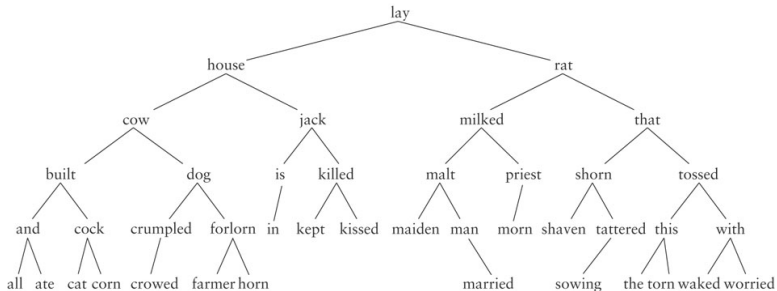 lay
house rat
cow jack milked that
built dog is killed malt priest shorn tossed
and cock crumpled forlorn in kept kissed maiden man morn shaven tattered this with
all ate cat corn crowed farmer horn married sowing the torn waked worried